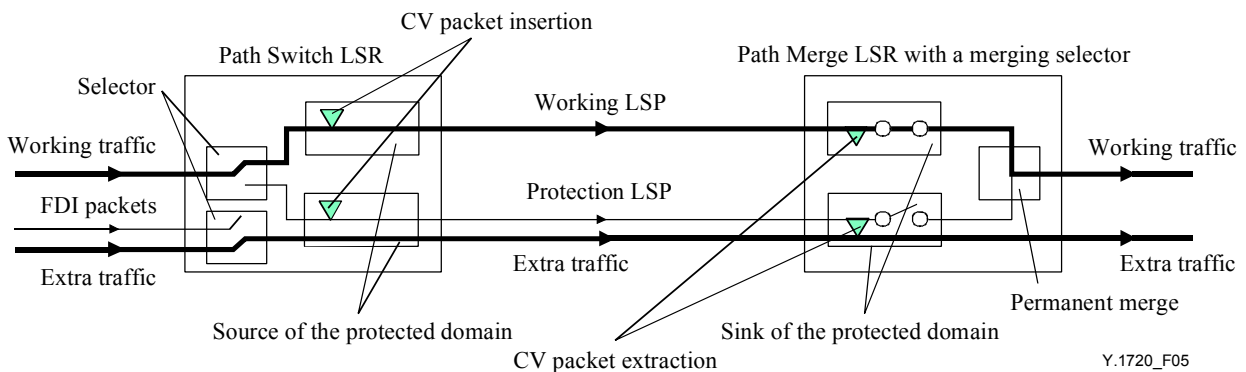 CV packet insertion
Path Switch LSR
Path Merge LSR with a merging selector
Selector
Working LSP
Working traffic
Working traffic
FDI packets
Protection LSP
Extra traffic
Extra traffic
Extra traffic
Permanent merge
Source of the protected domain
Sink of the protected domain
CV packet extraction
Y.1720_F05